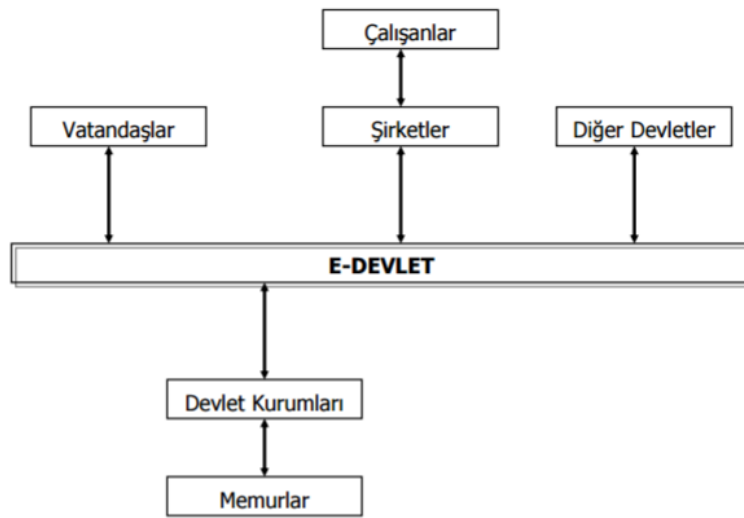 Çalışanlar
Vatandaşlar
Şirketler
Diğer Devletler
E-DEVLET
Devlet Kurumları
Memurlar